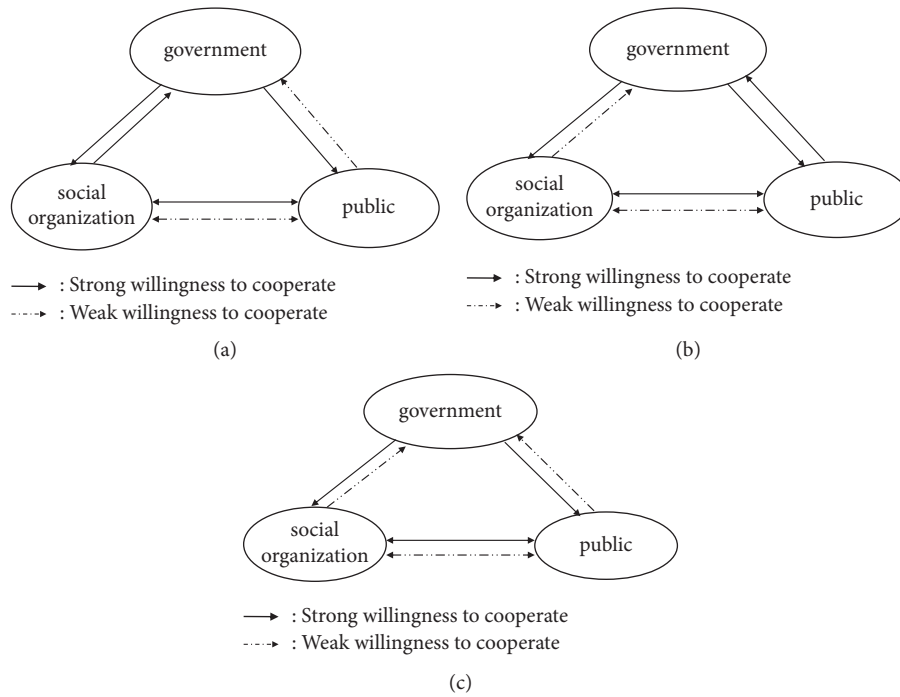 government
social
organization
public
: Strong willingness to cooperate
: Weak willingness to cooperate
(a)
government
social
organization
public
: Strong willingness to cooperate
: Weak willingness to cooperate
(b)
government
social
organization
public
: Strong willingness to cooperate
: Weak willingness to cooperate
(c)